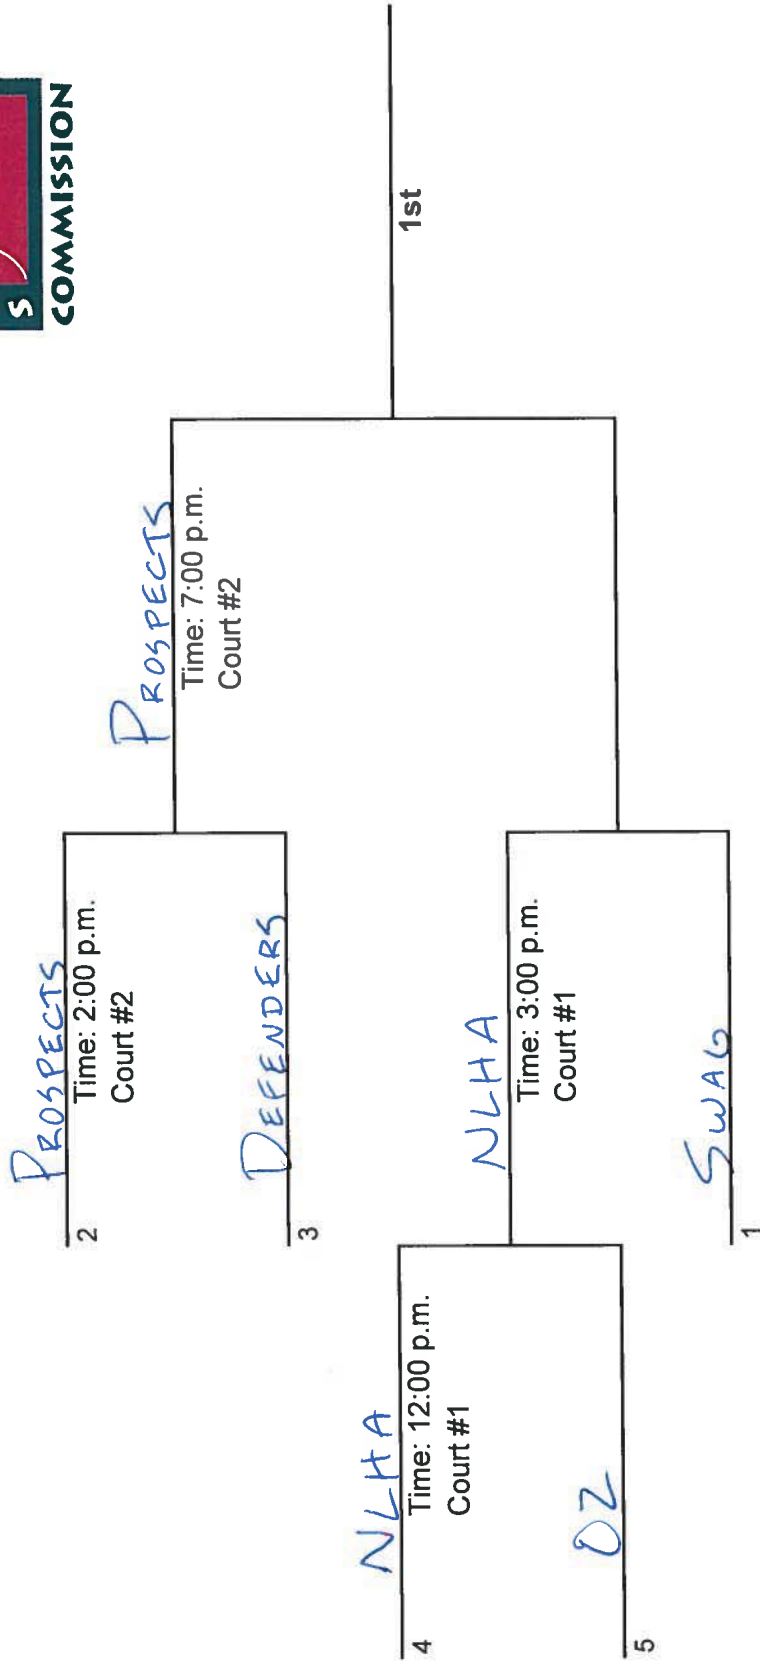 S
COMMISSION
PROSPECTS
2
Time: 2:00 p.m.
Court #2
DEFENDERS
3
PROSPECTS
Time: 7:00 p.m.
Court #2
1st
NLHA
4
Time: 12:00 p.m.
Court #1
OZ
5
NLHA
Time: 3:00 p.m.
Court #1
SWAG
1